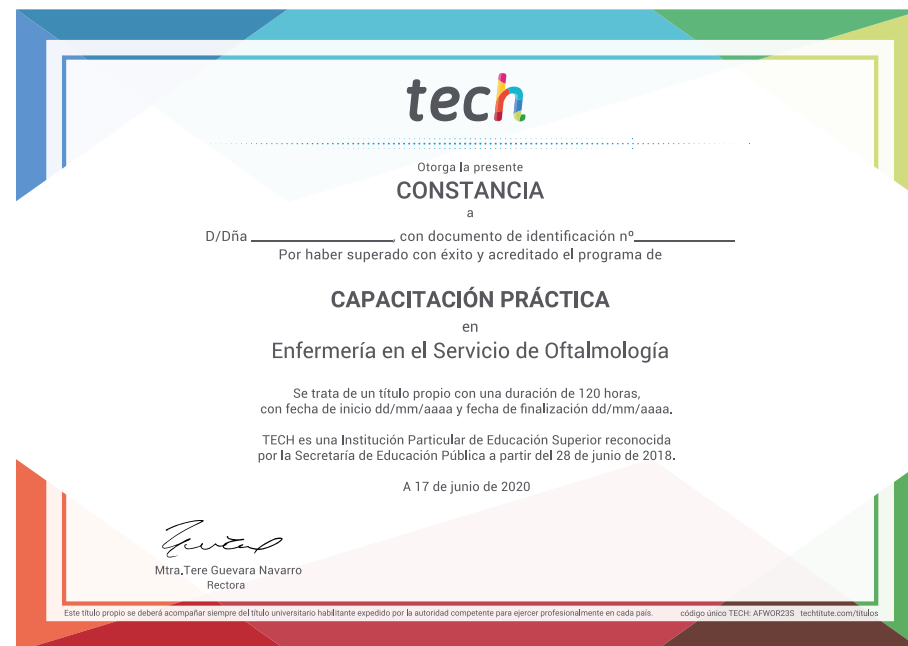 tech
Otorga la presente
CONSTANCIA
a
D/Dña ____________________, con documento de identificación nº______________
Por haber superado con éxito y acreditado el programa de
CAPACITACIÓN PRÁCTICA
en
Enfermería en el Servicio de Oftalmología
Se trata de un título propio con una duración de 120 horas,
con fecha de inicio dd/mm/aaaa y fecha de finalización dd/mm/aaaa.
TECH es una Institución Particular de Educación Superior reconocida
por la Secretaría de Educación Pública a partir del 28 de junio de 2018.
A 17 de junio de 2020
Mtra.Tere Guevara Navarro
Rectora
Este título propio se deberá acompañar siempre del título universitario habilitante expedido por la autoridad competente para ejercer profesionalmente en cada país. código único TECH: AFWOR23S techtitute.com/títulos